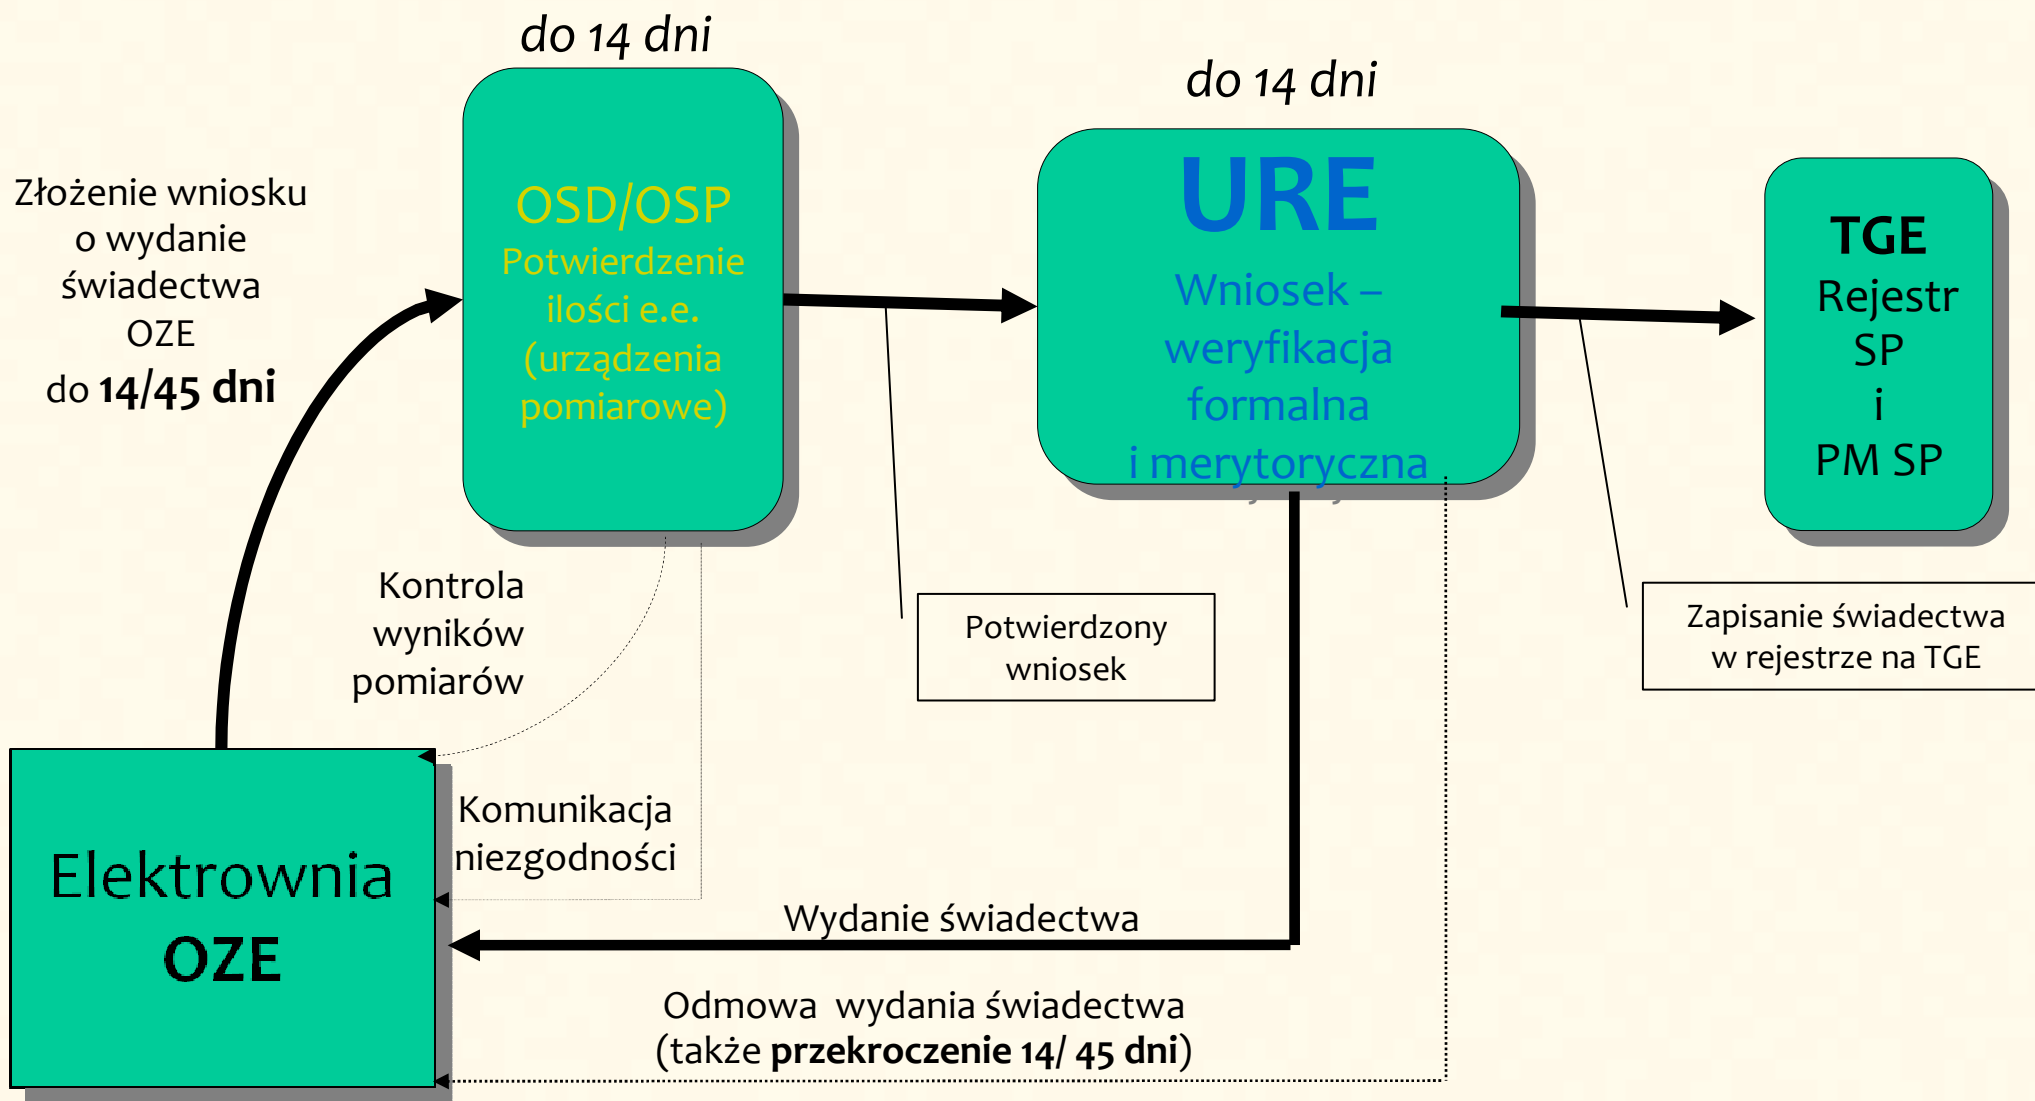 do 14 dni
do 14 dni
Złożenie wniosku
o wydanie
świadectwa
OZE
do 14/45 dni
OSD/OSP
Potwierdzenie
ilości e.e.
(urządzenia
pomiarowe)
URE
Wniosek –
weryfikacja
formalna
i merytoryczna
TGE
Rejestr
SP
i
PM SP
Kontrola
wyników
pomiarów
Potwierdzony
wniosek
Zapisanie świadectwa
w rejestrze na TGE
Komunikacja
niezgodności
Elektrownia
OZE
Wydanie świadectwa
Odmowa wydania świadectwa
(także przekroczenie 14/ 45 dni)